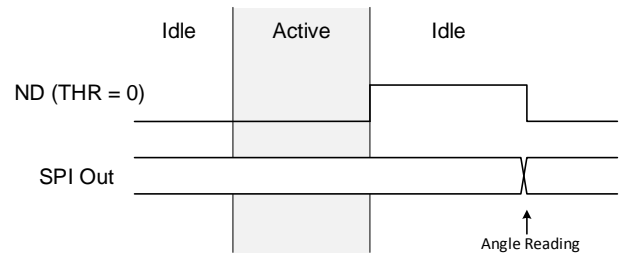 Idle Active Idle
ND (THR = 0)
SPI Out
Angle Reading